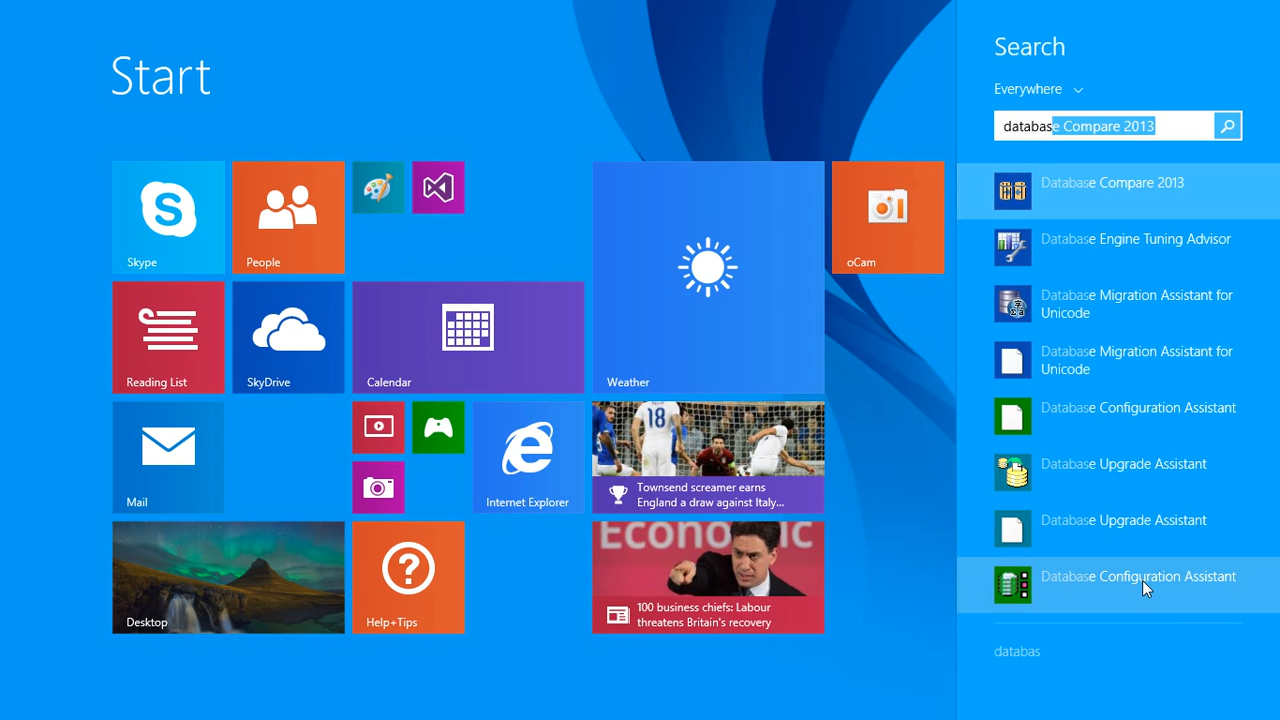 Start
Skype
People
oCam
Reading List
SkyDrive
Calendar
Weather
Mail
Internet Explorer
18
Townsend screamer earns
England a draw against Italy...
Desktop
Help+Tips
Economic
100 business chiefs: Labour
threatens Britain's recovery
Search
Everywhere
database Compare 2013
Database Compare 2013
Database Engine Tuning Advisor
Database Migration Assistant for
Unicode
Database Migration Assistant for
Unicode
Database Configuration Assistant
Database Upgrade Assistant
Database Upgrade Assistant
Database Configuration Assistant
databas